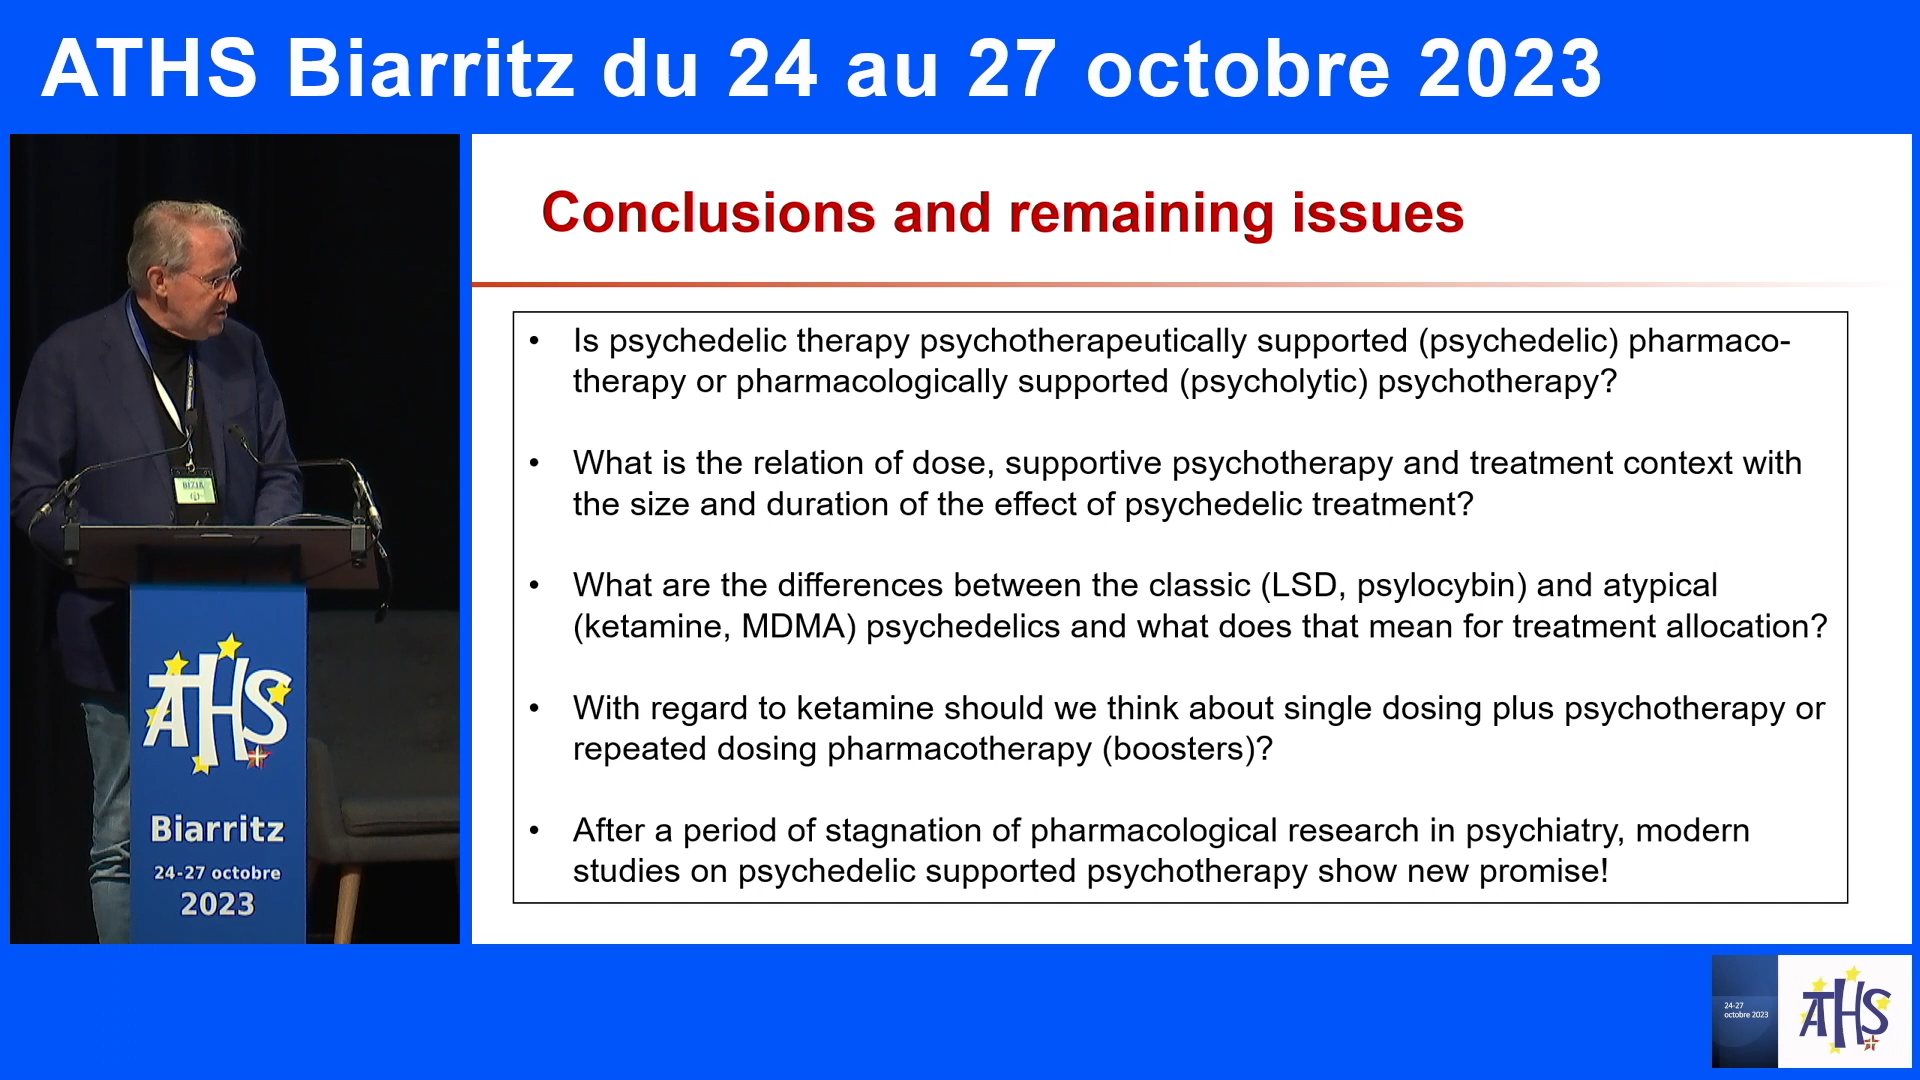 ATHS Biarritz du 24 au 27 octobre 2023
Conclusions and remaining issues
• Is psychedelic therapy psychotherapeutically supported (psychedelic) pharmaco-
therapy or pharmacologically supported (psycholytic) psychotherapy?
• What is the relation of dose, supportive psychotherapy and treatment context with
the size and duration of the effect of psychedelic treatment?
• What are the differences between the classic (LSD, psylocybin) and atypical
(ketamine, MDMA) psychedelics and what does that mean for treatment allocation?
• With regard to ketamine should we think about single dosing plus psychotherapy or
repeated dosing pharmacotherapy (boosters)?
• After a period of stagnation of pharmacological research in psychiatry, modern
studies on psychedelic supported psychotherapy show new promise!
ATHS
Biarritz
24-27 octobre
2023
24-27
octobre 2023
ATHS